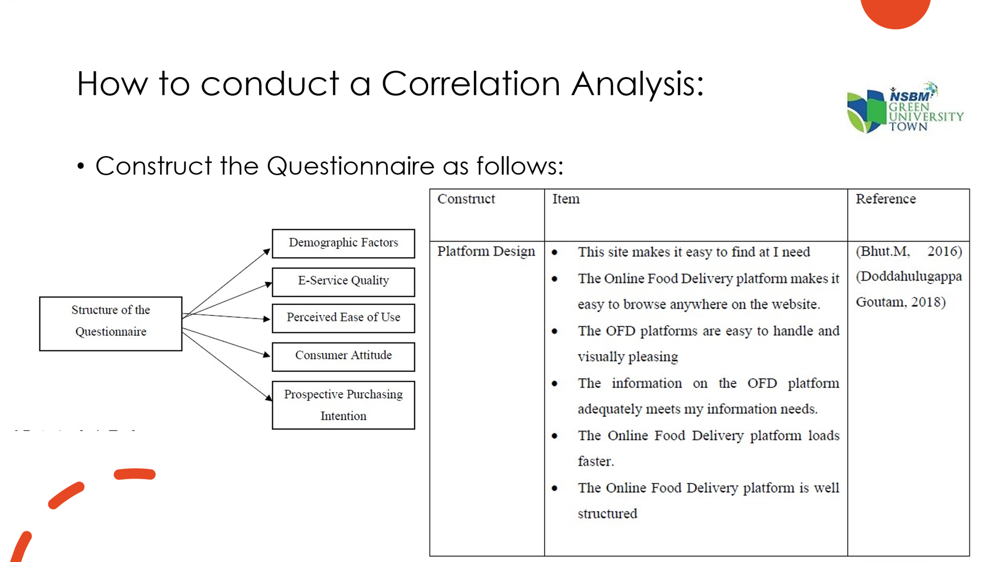 How to conduct a Correlation Analysis:
NSBM
GREEN
UNIVERSITY
TOWN
• Construct the Questionnaire as follows:
Structure of the
Questionnaire
Demographic Factors
E-Service Quality
Perceived Ease of Use
Consumer Attitude
Prospective Purchasing
Intention
Construct Item Reference
Platform Design
• This site makes it easy to find at I need
• The Online Food Delivery platform makes it
easy to browse anywhere on the website.
• The OFD platforms are easy to handle and
visually pleasing
• The information on the OFD platform
adequately meets my information needs.
• The Online Food Delivery platform loads
faster.
• The Online Food Delivery platform is well
structured
(Bhut.M, 2016)
(Doddahulugappa
Goutam, 2018)